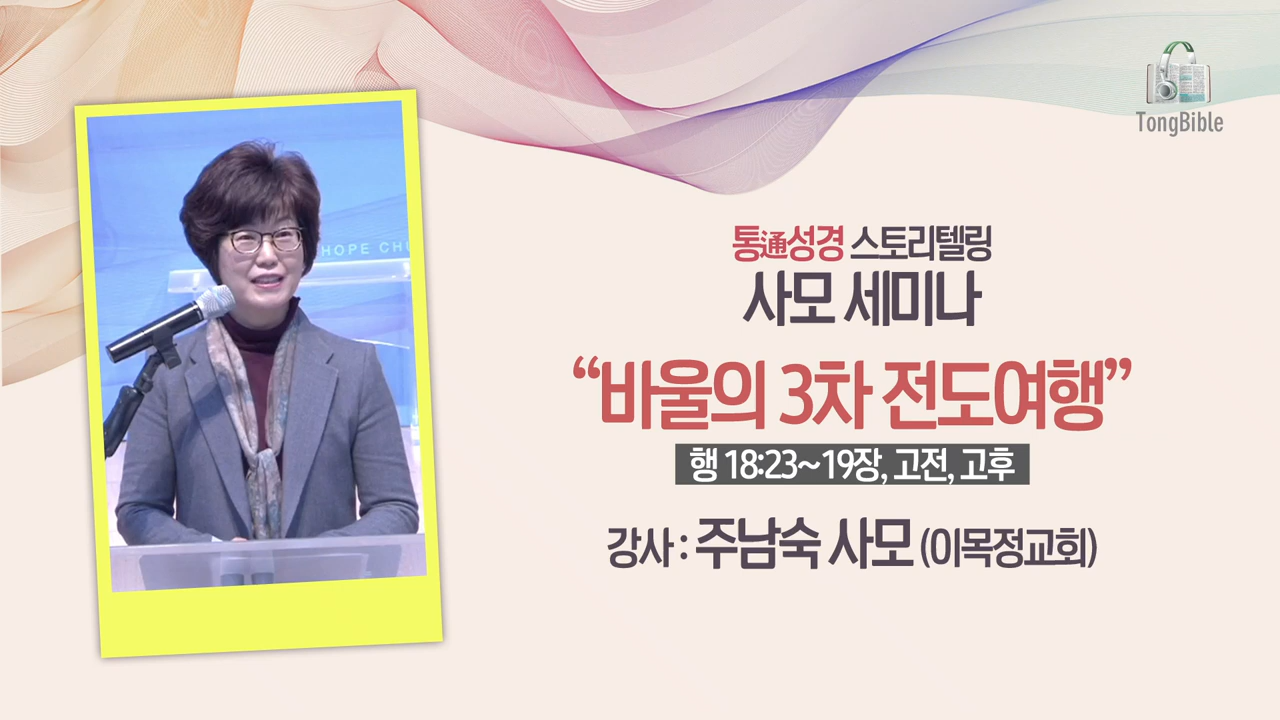 HOPE CHU
TongBible
통通성경 스토리텔링
사모 세미나
“바울의 3차 전도여행”
행 18:23~19장, 고전, 고후
강사 : 주남숙 사모 (이목정교회)